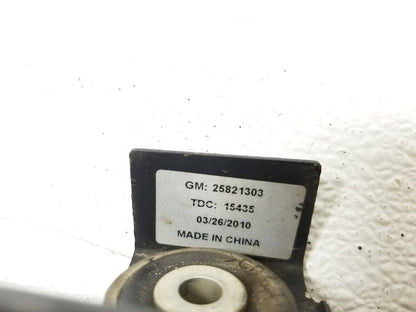 GM: 25821303
TDC: 15435
03/26/2010
MADE IN CHINA